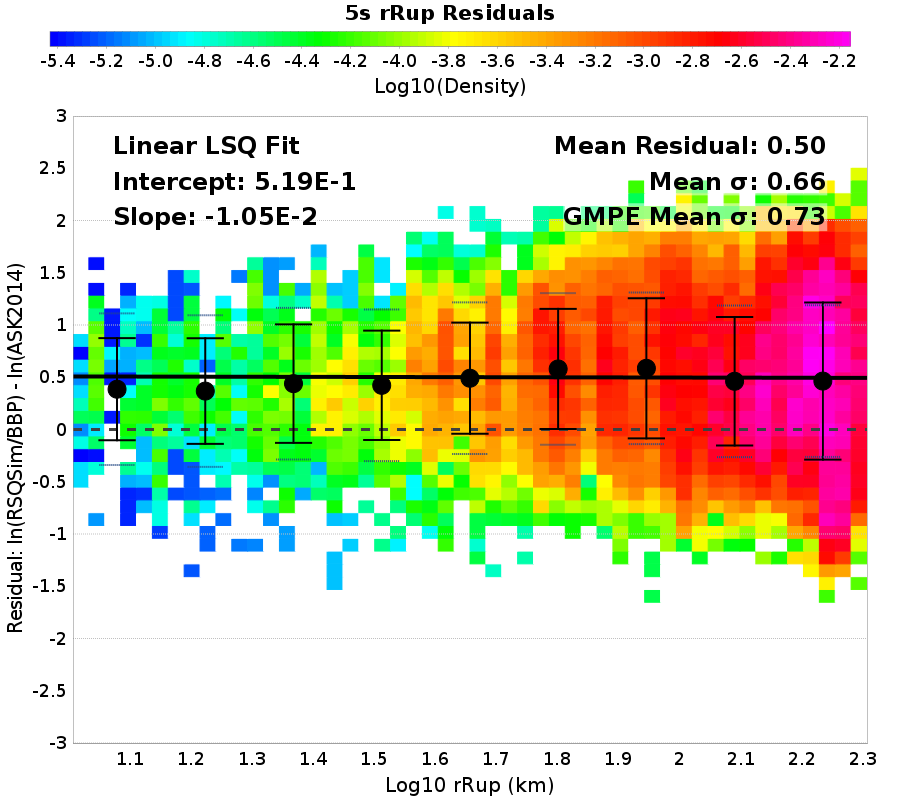 5s rRup Residuals
-5.4 -5.2 -5.0 -4.8 -4.6 -4.4 -4.2 -4.0 -3.8 -3.6 -3.4 -3.2 -3.0 -2.8 -2.6 -2.4 -2.2
Log10(Density)
Linear LSQ Fit
Intercept: 5.19E-1
Slope: -1.05E-2
Mean Residual: 0.50
Mean σ: 0.66
GMPE Mean σ: 0.73
Residual: ln(RSQSim/BBP) - ln(ASK2014)
3
2.5
2
1.5
1
0.5
0
-0.5
-1
-1.5
-2
-2.5
-3
1.1 1.2 1.3 1.4 1.5 1.6 1.7 1.8 1.9 2 2.1 2.2 2.3
Log10 rRup (km)